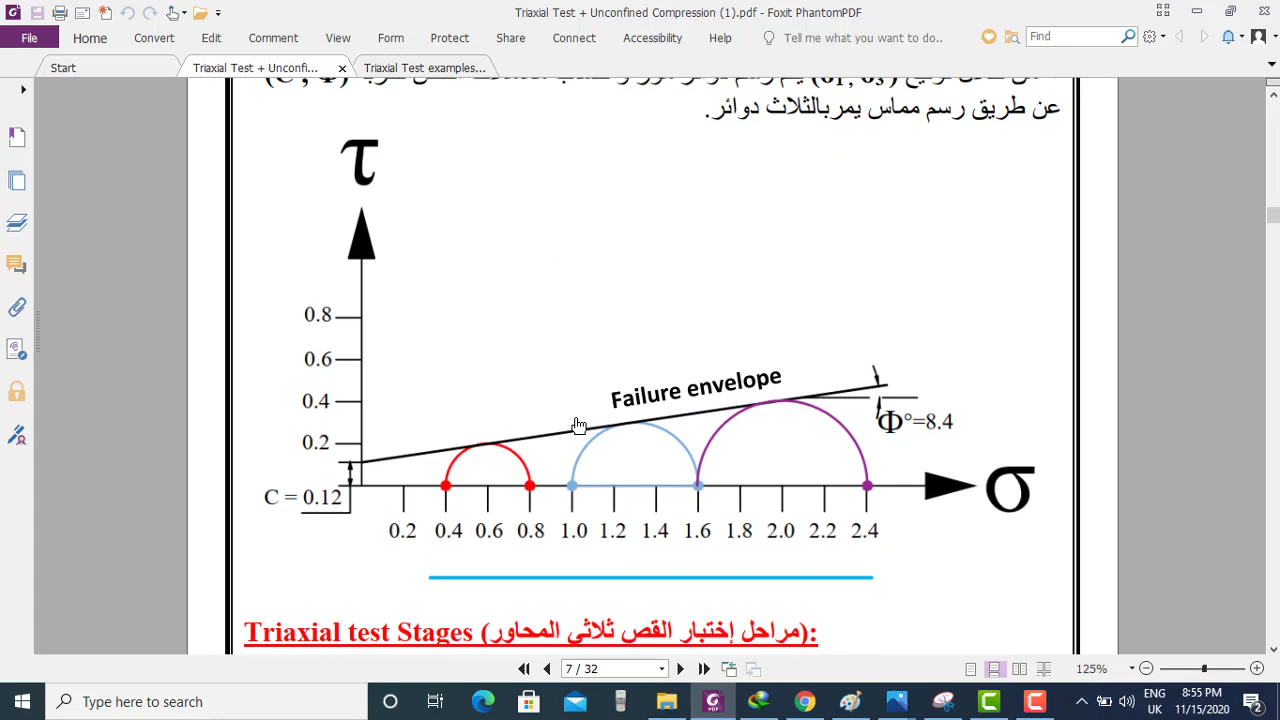 Triaxial Test + Unconfined Compression (1).pdf - Foxit PhantomPDF
File Home Convert Edit Comment View Form Protect Share Connect Accessibility Help Tell me what you want to do Find
Start Triaxial Test + Unconfi... Triaxial Test examples...
عن طريق رسم مماس يمربالثلاث دوائر.
τ
0.8
0.6
0.4
0.2
Failure envelope
Φ°=8.4
C = 0.12
σ
0.2 0.4 0.6 0.8 1.0 1.2 1.4 1.6 1.8 2.0 2.2 2.4
Triaxial test Stages (مراحل إختبار القص ثلاثي المحاور):
7 / 32 125%
Type here to search
ENG 8:55 PM
UK 11/15/2020 2